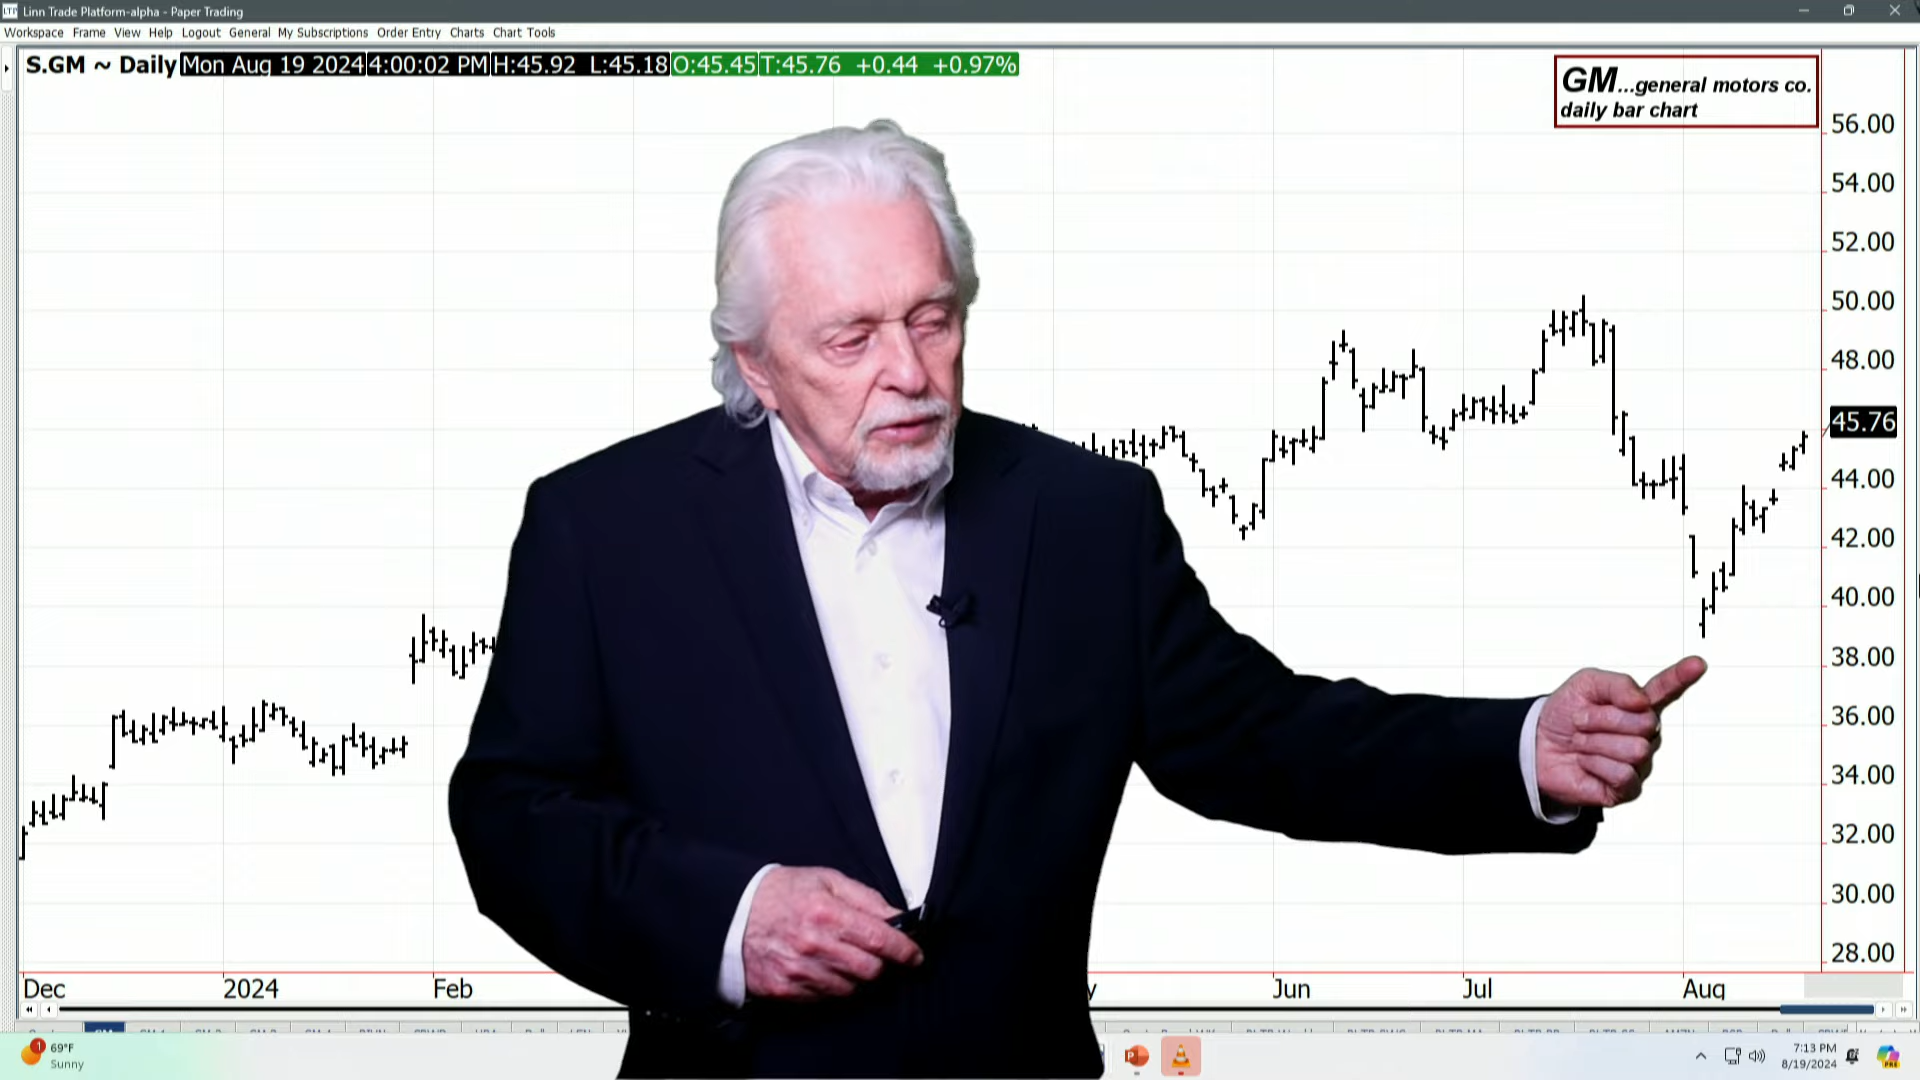 Linn Trade Platform-alpha - Paper Trading
Workspace Frame View Help Logout General My Subscriptions Order Entry Charts Chart Tools
S.GM ~ Daily Mon Aug 19 2024 4:00:02 PM H:45.92 L:45.18 O:45.45 T:45.76 +0.44 +0.97%
GM...general motors co.
daily bar chart
56.00
54.00
52.00
50.00
48.00
45.76
44.00
42.00
40.00
38.00
36.00
34.00
32.00
30.00
28.00
Dec 2024 Feb Jun Jul Aug
1
69°F
Sunny
7:13 PM
8/19/2024